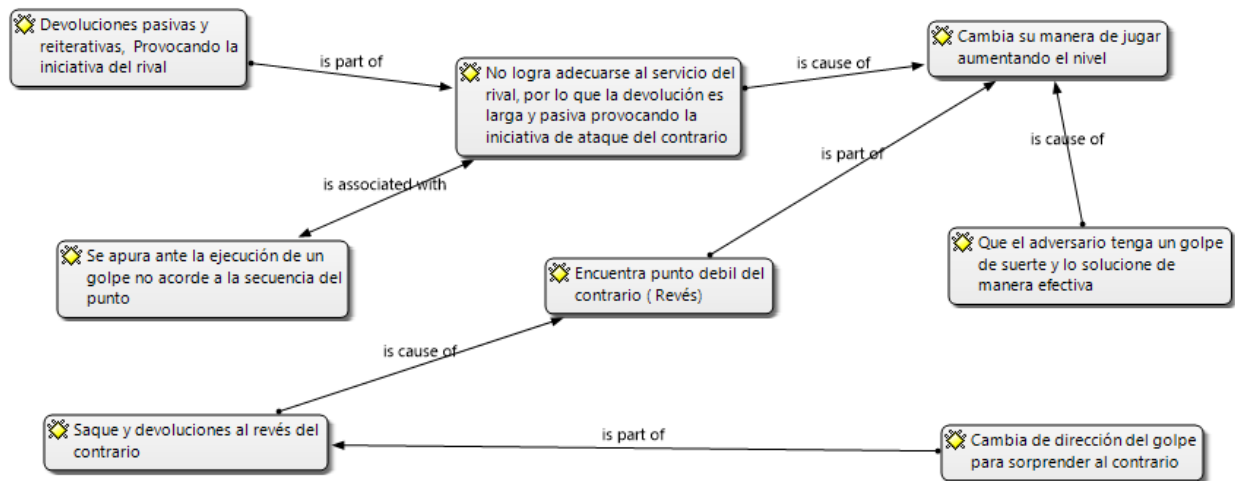 Devoluciones pasivas y
reiterativas,  Provocando la
iniciativa del rival
is part of
No logra adecuarse al servicio del
rival, por lo que la devolución es
larga y pasiva provocando la
iniciativa de ataque del contrario
is cause of
Cambia su manera de jugar
aumentando el nivel
is associated with
is part of
is cause of
Se apura ante la ejecución de un
golpe no acorde a la secuencia del
punto
Encuentra punto debil del
contrario ( Revés)
Que el adversario tenga un golpe
de suerte y lo solucione de
manera efectiva
is cause of
Saque y devoluciones al revés del
contrario
is part of
Cambia de dirección del golpe
para sorprender al contrario